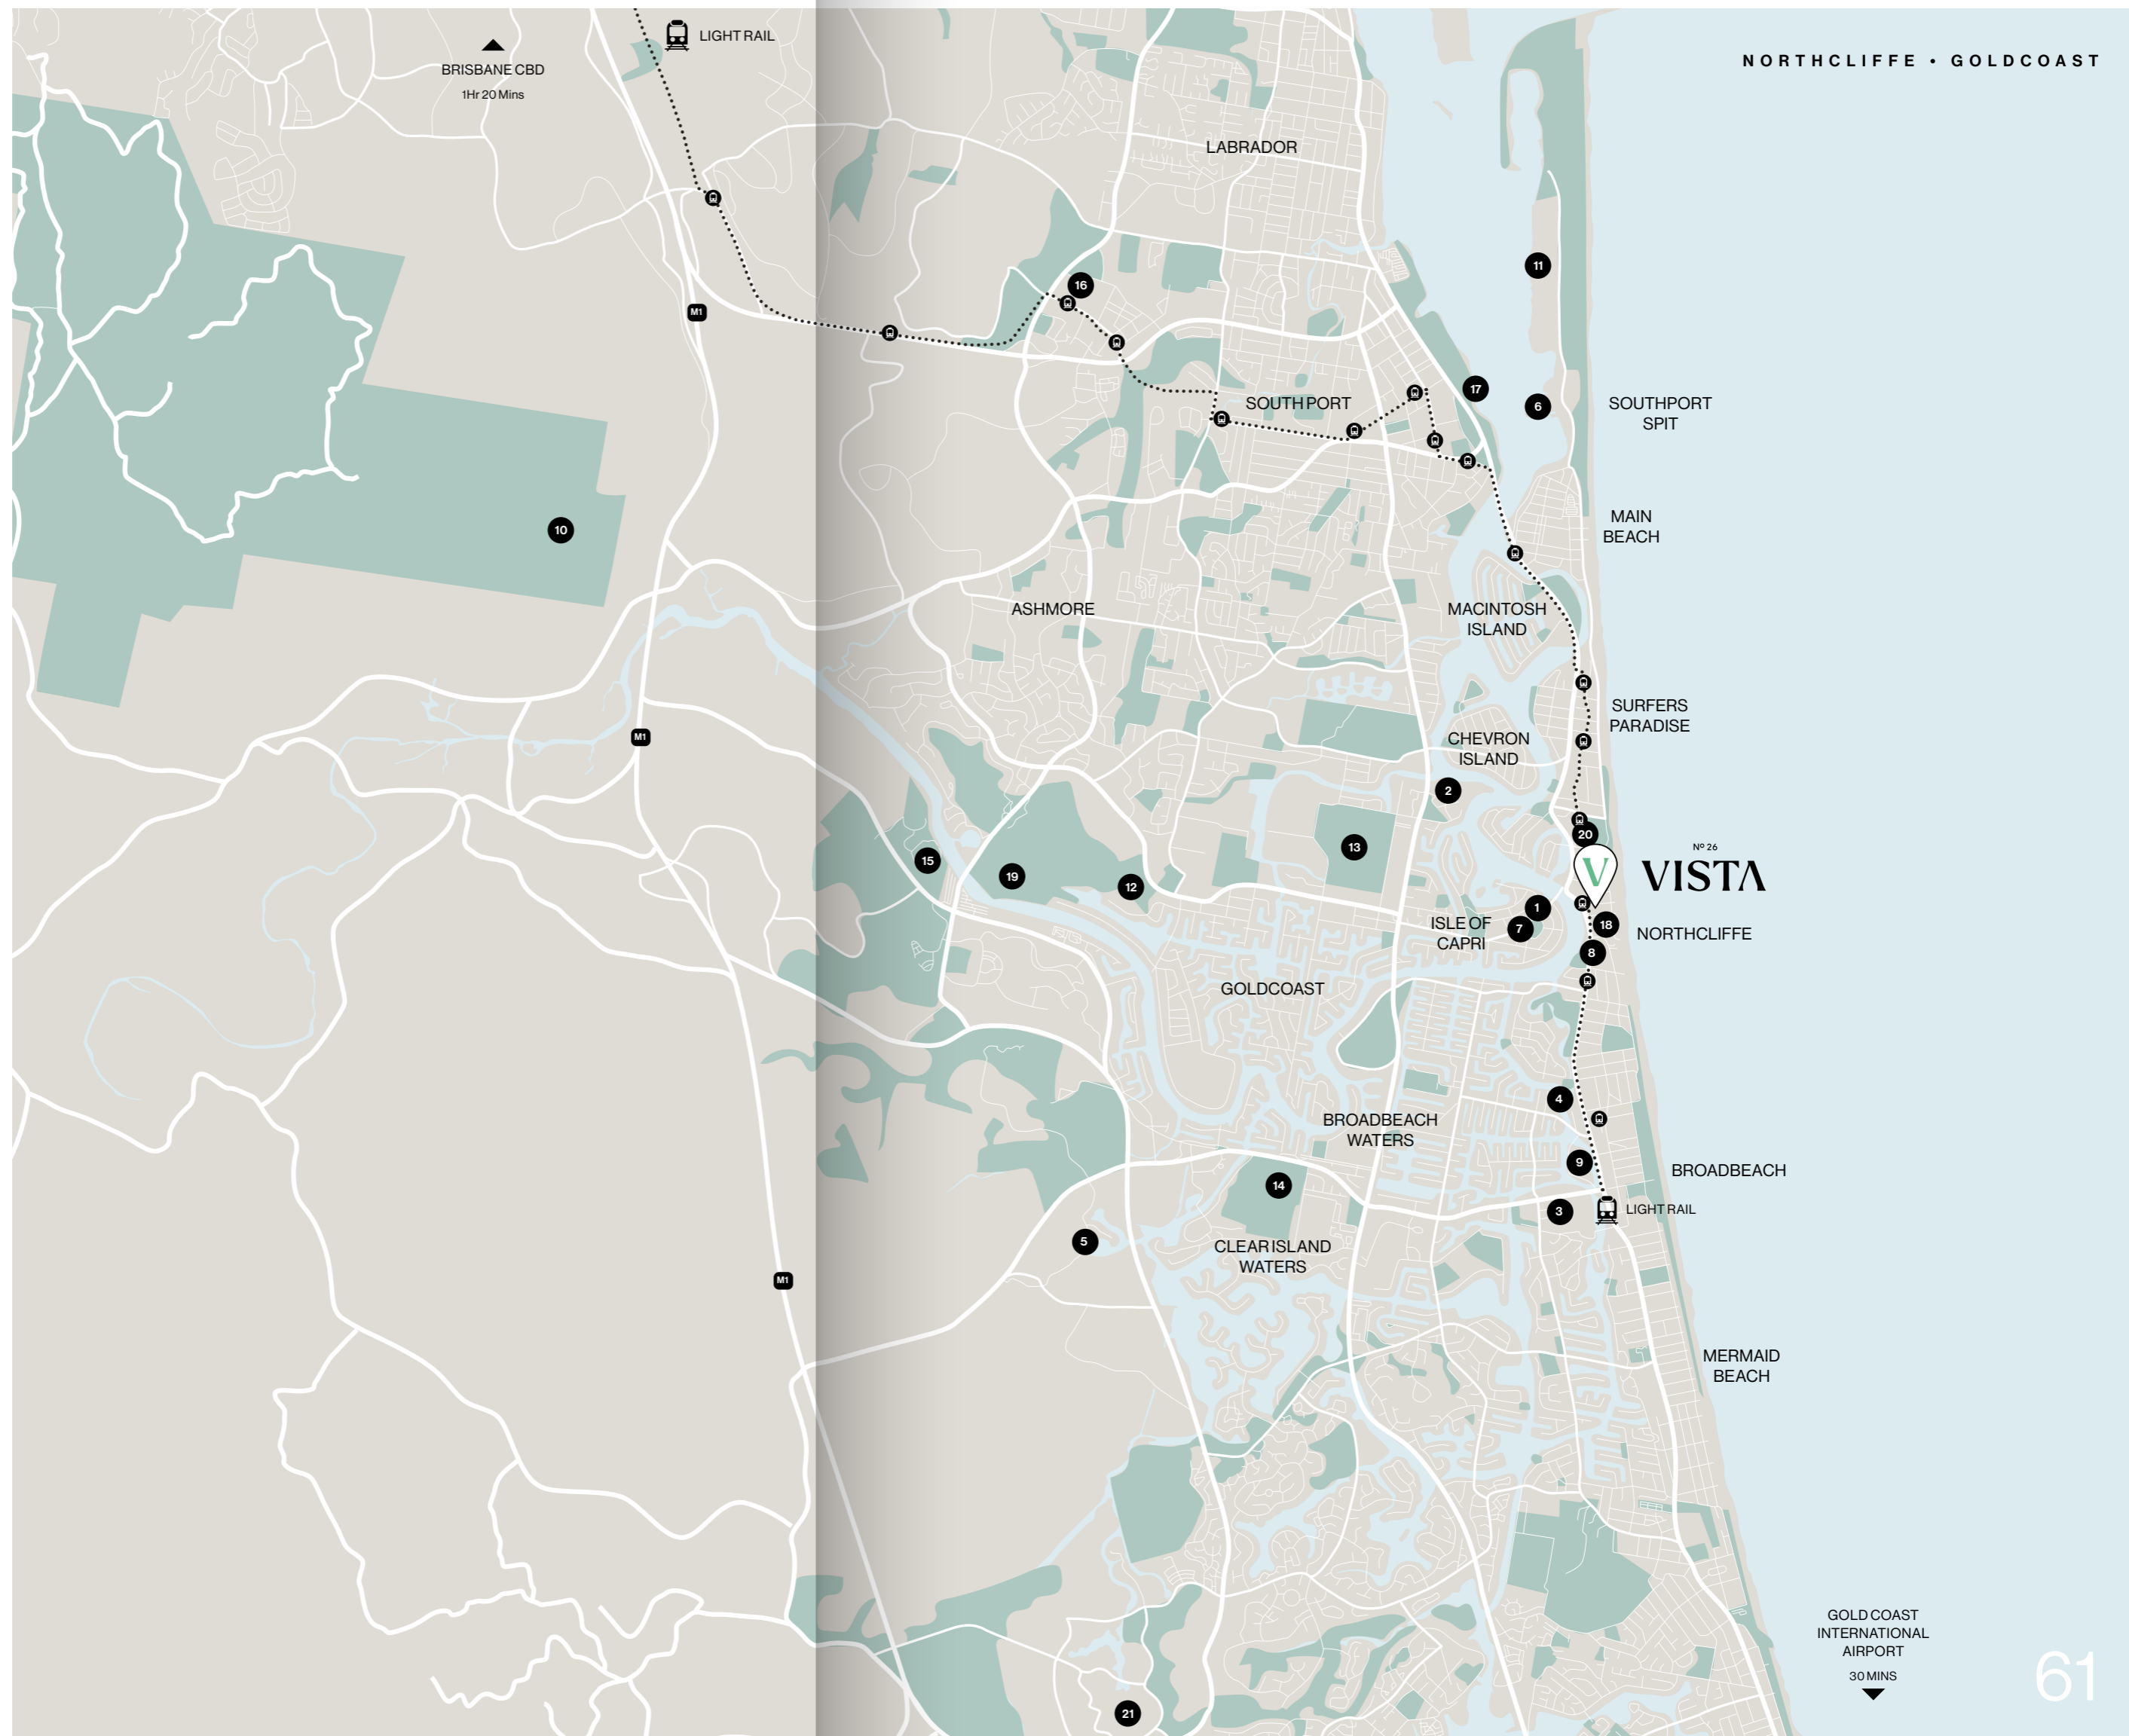 LIGHT RAIL
BRISBANE CBD
1Hr 20 Mins
NORTHCLIFFE • GOLDCOAST
LABRADOR
11
16
M1
17
SOUTHPORT
6
SOUTHPORT
SPIT
10
MAIN
BEACH
ASHMORE
MACINTOSH
ISLAND
SURFERS
PARADISE
M1
CHEVRON
ISLAND
2
20
13
Nº 26
V
VISTA
15
19
12
1
ISLE OF
CAPRI
7
18
NORTHCLIFFE
8
GOLDCOAST
4
BROADBEACH
WATERS
9
BROADBEACH
14
3
LIGHT RAIL
5
CLEAR ISLAND
WATERS
M1
MERMAID
BEACH
GOLD COAST
INTERNATIONAL
AIRPORT
30 MINS
61
21